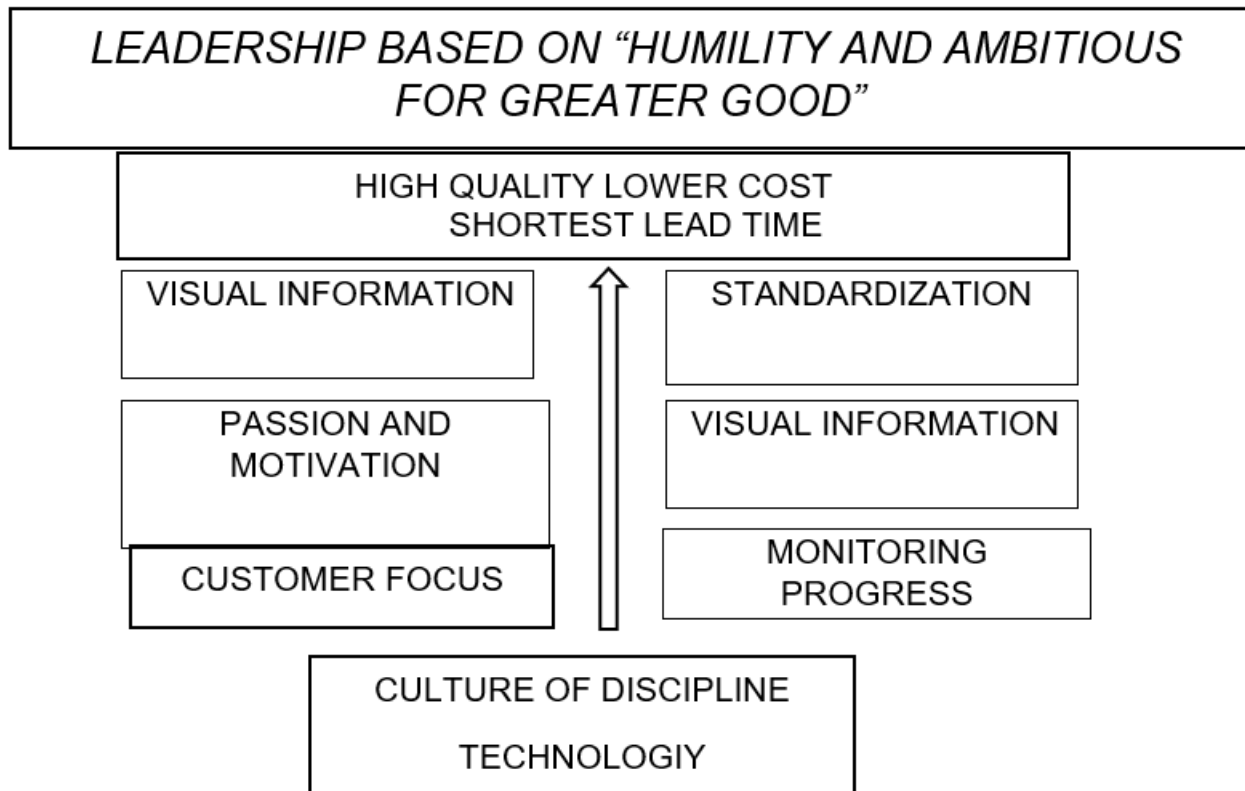 LEADERSHIP BASED ON “HUMILITY AND AMBITIOUS
FOR GREATER GOOD”
HIGH QUALITY LOWER COST
SHORTEST LEAD TIME
VISUAL INFORMATION
STANDARDIZATION
PASSION AND
MOTIVATION
VISUAL INFORMATION
CUSTOMER FOCUS
MONITORING
PROGRESS
CULTURE OF DISCIPLINE
TECHNOLOGIY